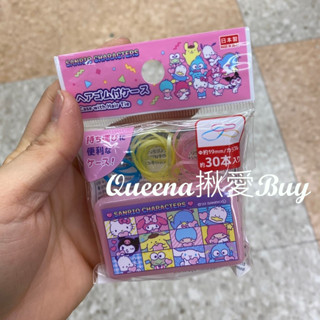 SANRIO CHARACTERS
日本製
ヘアゴム付ケース
Case with Hair Tie
持ち運びに
便利な
ケース!
約30本入り
Queena揪愛Buy
SANRIO CHARACTERS